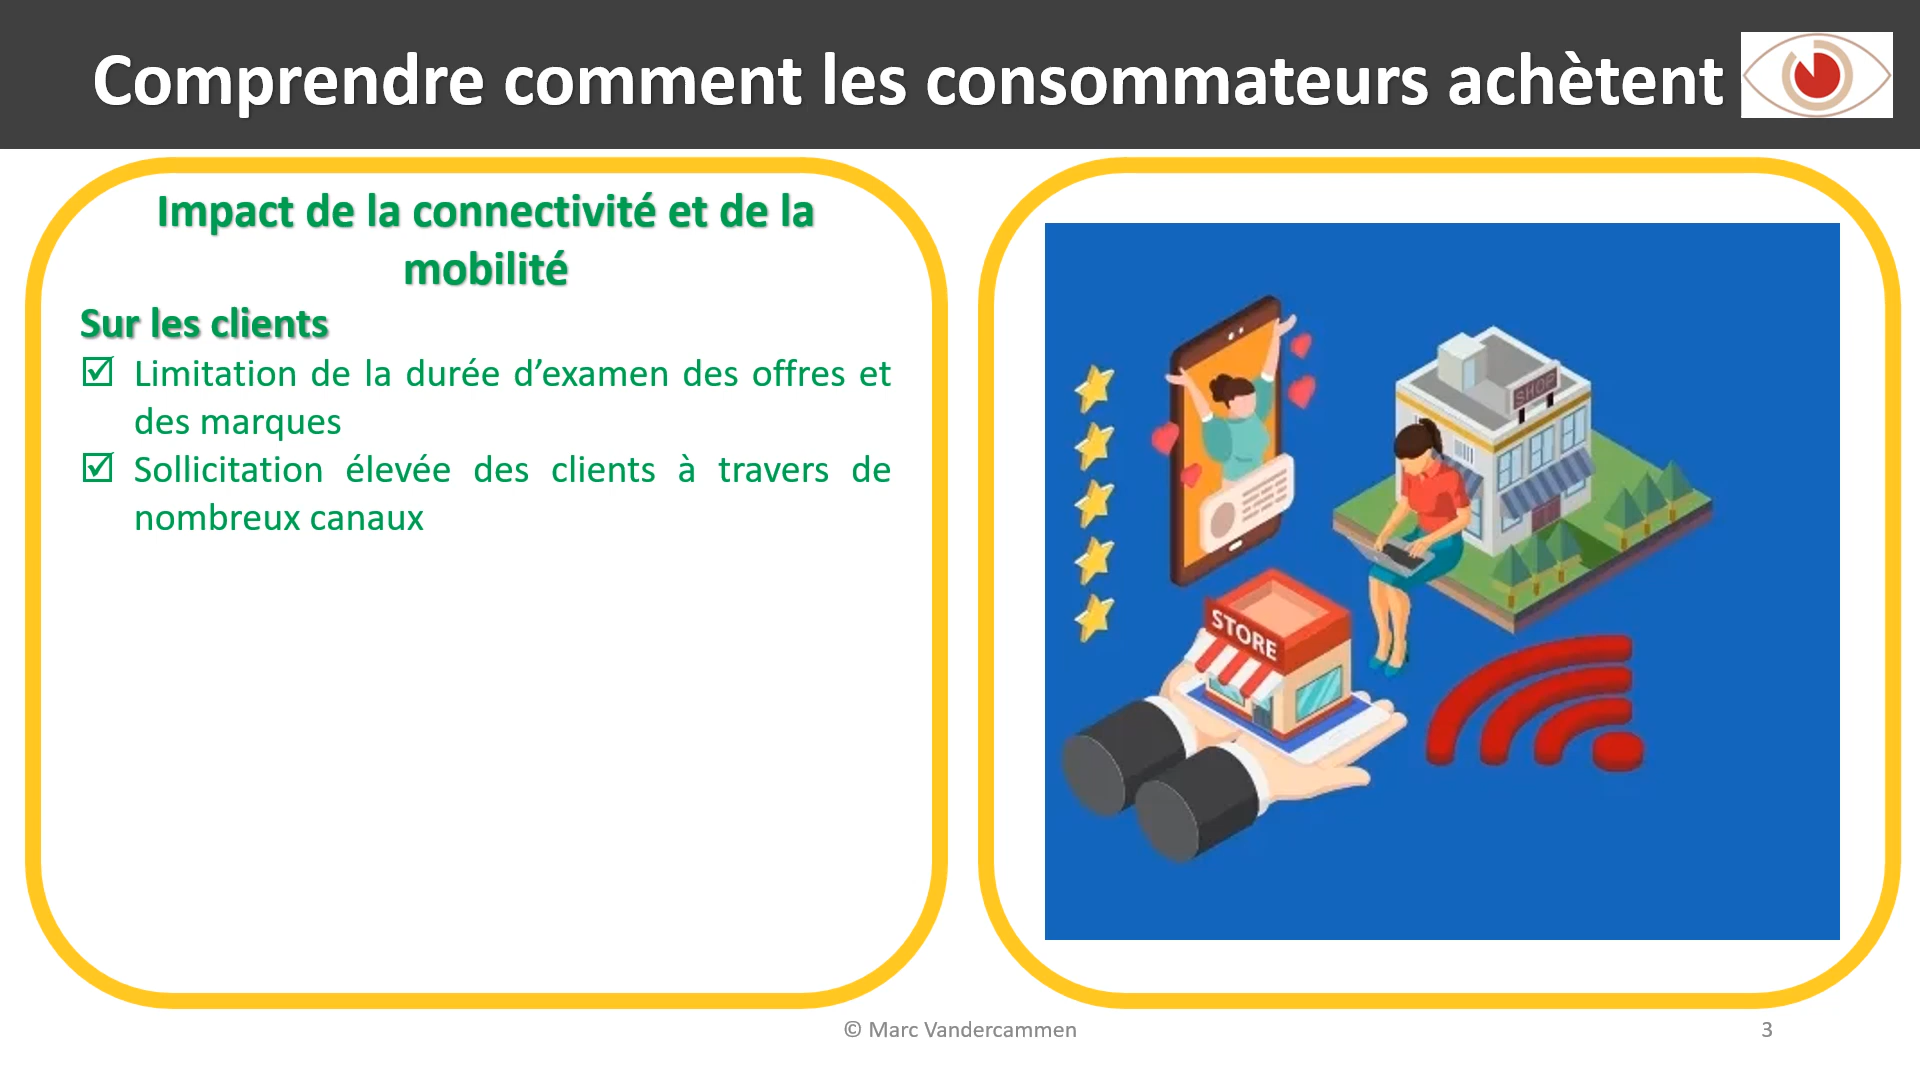 Comprendre comment les consommateurs achètent
Impact de la connectivité et de la
mobilité
Sur les clients
Limitation de la durée d’examen des offres et
des marques
Sollicitation élevée des clients à travers de
nombreux canaux
SHOP
STORE
© Marc Vandercammen
3